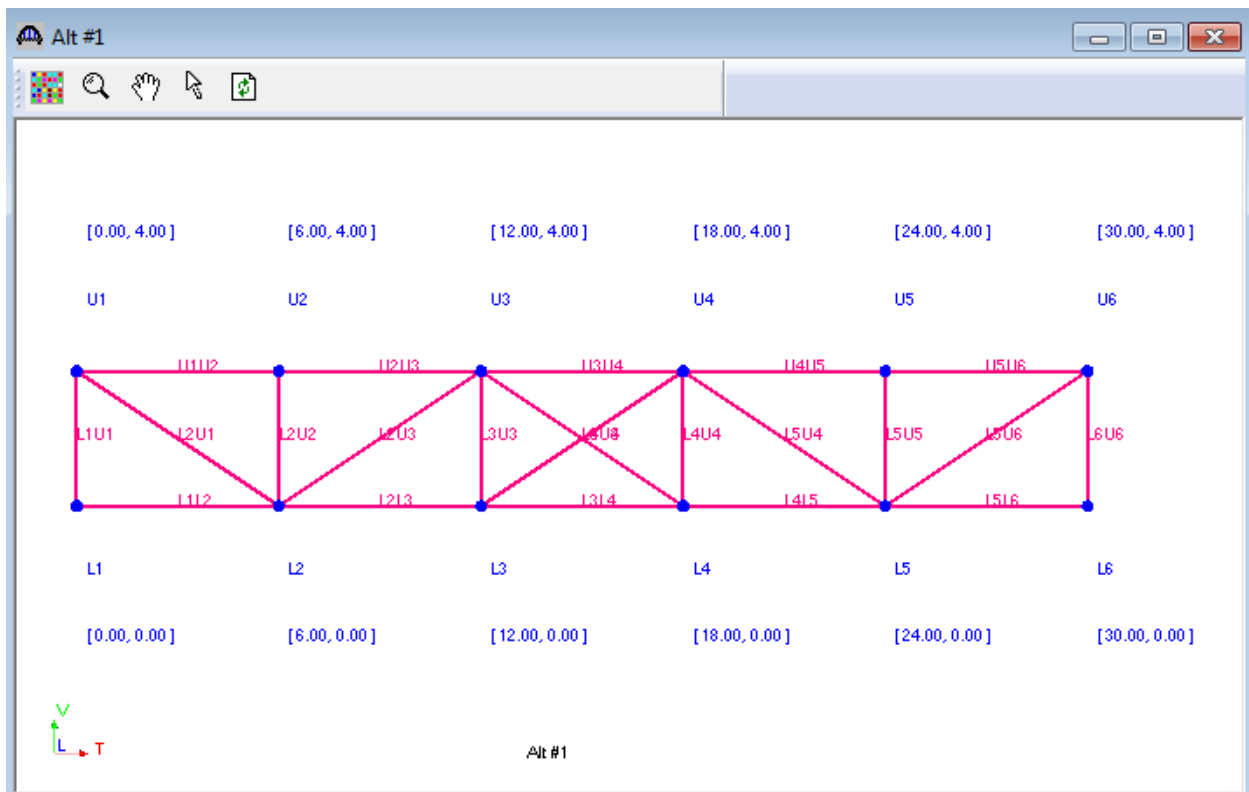 Alt #1
[0.00, 4.00] [6.00, 4.00] [12.00, 4.00] [18.00, 4.00] [24.00, 4.00] [30.00, 4.00]
U1 U2 U3 U4 U5 U6
U1U2 U2U3 U3U4 U4U5 U5U6
L1U1 L2U1 L2U2 L2U3 L3U3 L4U4 L5U4 L5U5 L5U6 L6U6
L1L2 L2L3 L3L4 L4L5 L5L6
L1 L2 L3 L4 L5 L6
[0.00, 0.00] [6.00, 0.00] [12.00, 0.00] [18.00, 0.00] [24.00, 0.00] [30.00, 0.00]
V
L T
Alt #1